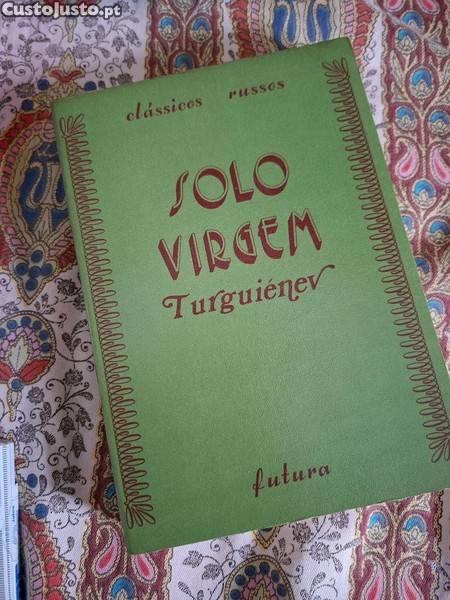 CustoJusto.pt
clássicos russos
SOLO
VIRGEM
Turguiénev
futura